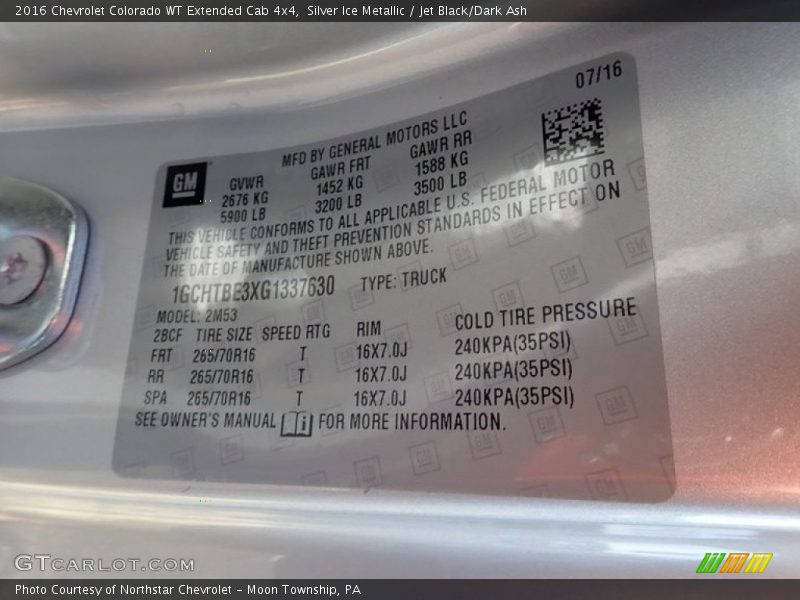 2016 Chevrolet Colorado WT Extended Cab 4x4, Silver Ice Metallic / Jet Black/Dark Ash
07/16
MFD BY GENERAL MOTORS LLC
GM
GVWR GAWR FRT GAWR RR
2676 KG 1452 KG 1588 KG
5900 LB 3200 LB 3500 LB
THIS VEHICLE CONFORMS TO ALL APPLICABLE U.S. FEDERAL MOTOR
VEHICLE SAFETY AND THEFT PREVENTION STANDARDS IN EFFECT ON
THE DATE OF MANUFACTURE SHOWN ABOVE.
1GCHTBE3XG1337630 TYPE: TRUCK
MODEL: 2M53
2BCF TIRE SIZE SPEED RTG RIM COLD TIRE PRESSURE
FRT 265/70R16 T 16X7.0J 240KPA(35PSI)
RR 265/70R16 T 16X7.0J 240KPA(35PSI)
SPA 265/70R16 T 16X7.0J 240KPA(35PSI)
SEE OWNER'S MANUAL i FOR MORE INFORMATION.
GTCARLOT.COM
Photo Courtesy of Northstar Chevrolet - Moon Township, PA